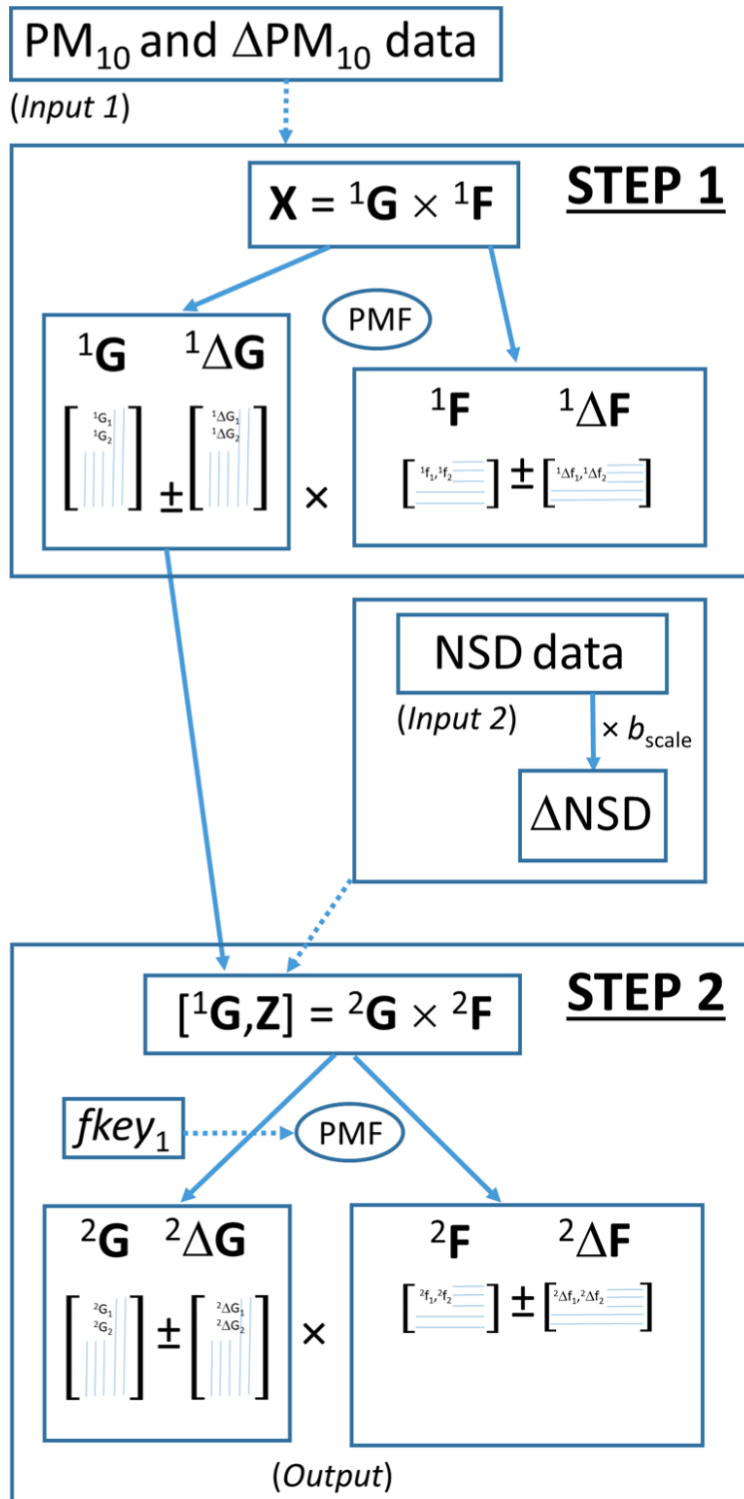 PM₁₀ and ΔPM₁₀ data
(Input 1)
STEP 1
X = ¹G × ¹F
PMF
¹G ¹ΔG
¹F ¹ΔF
[ ¹G₁ ] ± [ ¹ΔG₁ ] ×
¹G₂ ¹ΔG₂
[ ¹f₁,¹f₂ ] ± [ ¹Δf₁,¹Δf₂ ]
NSD data
(Input 2)
× b_scale
ΔNSD
STEP 2
[¹G,Z] = ²G × ²F
fkey₁
PMF
²G ²ΔG
²F ²ΔF
[ ²G₁ ] ± [ ²ΔG₁ ] ×
²G₂ ²ΔG₂
[ ²f₁,²f₂ ] ± [ ²Δf₁,²Δf₂ ]
(Output)